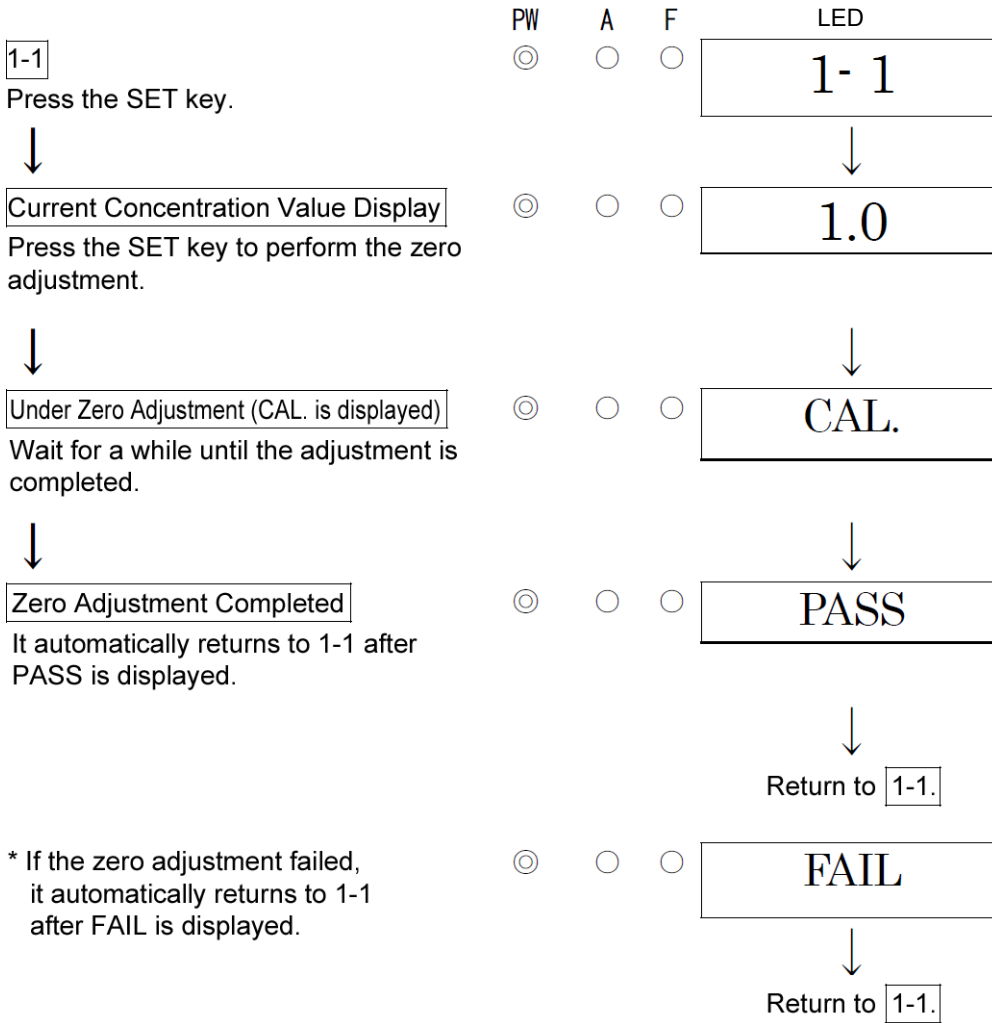 PW A F LED
1-1
1- 1
Press the SET key.
Current Concentration Value Display
1.0
Press the SET key to perform the zero
adjustment.
Under Zero Adjustment (CAL. is displayed)
CAL.
Wait for a while until the adjustment is
completed.
Zero Adjustment Completed
PASS
It automatically returns to 1-1 after
PASS is displayed.
Return to 1-1.
* If the zero adjustment failed,
it automatically returns to 1-1
after FAIL is displayed.
FAIL
Return to 1-1.